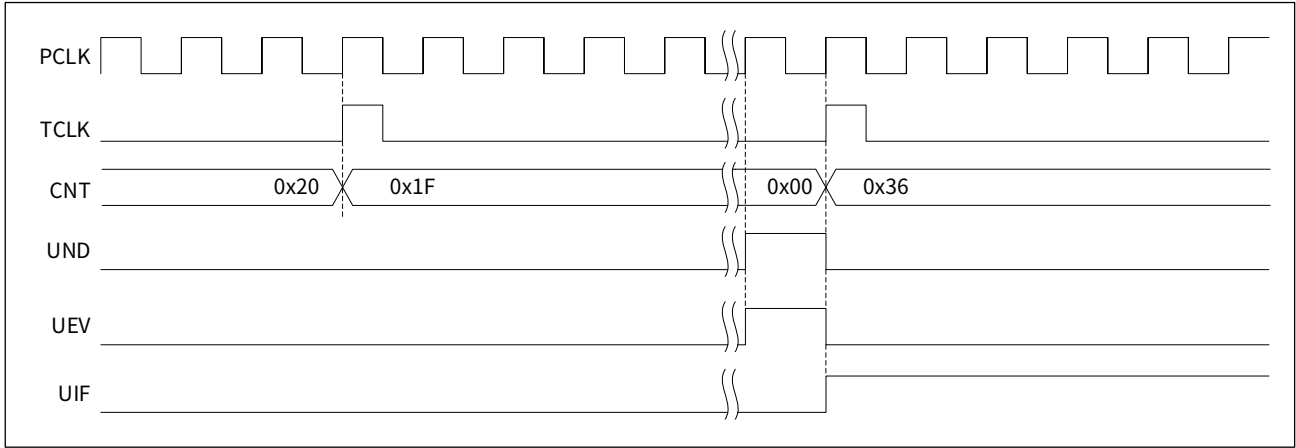 PCLK
TCLK
CNT 0x20 0x1F 0x00 0x36
UND
UEV
UIF